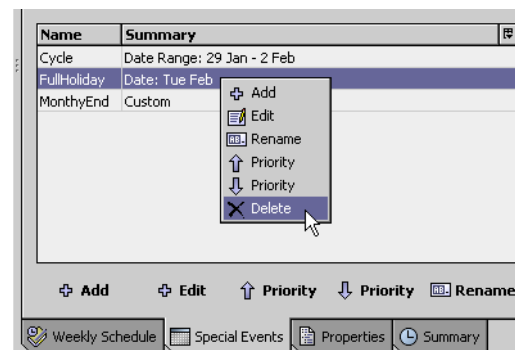 Name Summary
Cycle Date Range: 29 Jan - 2 Feb
FullHoliday Date: Tue Feb
MonthyEnd Custom
Add
Edit
Rename
Priority
Priority
Delete
Add Edit Priority Priority Rename
Weekly Schedule Special Events Properties Summary